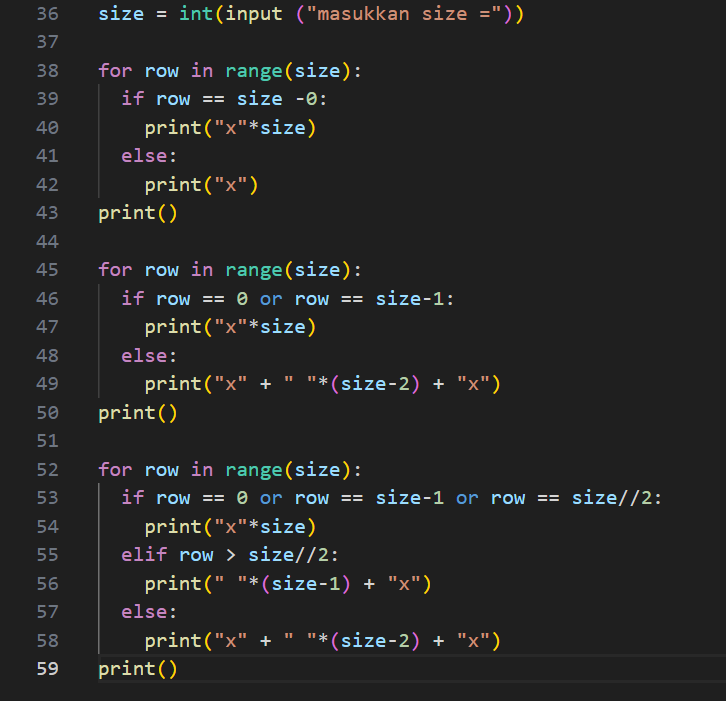 36 size = int(input ("masukkan size ="))
37
38 for row in range(size):
39   if row == size -0:
40     print("x"*size)
41   else:
42     print("x")
43 print()
44
45 for row in range(size):
46   if row == 0 or row == size-1:
47     print("x"*size)
48   else:
49     print("x" + " "*(size-2) + "x")
50 print()
51
52 for row in range(size):
53   if row == 0 or row == size-1 or row == size//2:
54     print("x"*size)
55   elif row > size//2:
56     print(" "*(size-1) + "x")
57   else:
58     print("x" + " "*(size-2) + "x")
59 print()